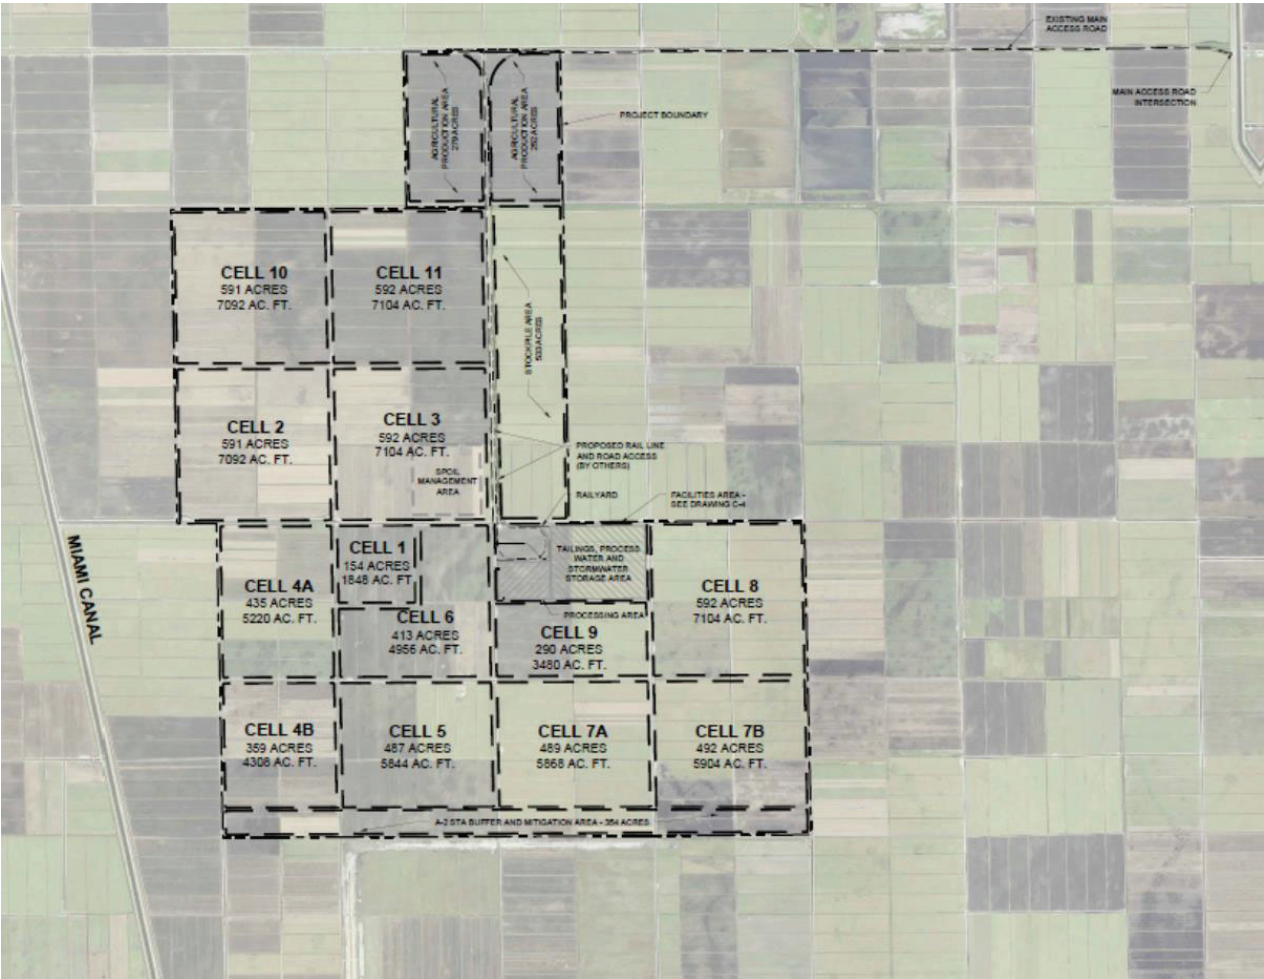 EXISTING MAIN
ACCESS ROAD
MAIN ACCESS ROAD
INTERSECTION
AGRICULTURAL
PRODUCTION AREA
279 ACRES
AGRICULTURAL
PRODUCTION AREA
252 ACRES
PROJECT BOUNDARY
CELL 10
591 ACRES
7092 AC. FT.
CELL 11
592 ACRES
7104 AC. FT.
STOCKPILE AREA
533 ACRES
CELL 2
591 ACRES
7092 AC. FT.
CELL 3
592 ACRES
7104 AC. FT.
SPOIL
MANAGEMENT
AREA
PROPOSED RAIL LINE
AND ROAD ACCESS
(BY OTHERS)
RAILYARD
FACILITIES AREA -
SEE DRAWING C-4
MIAMI CANAL
CELL 4A
435 ACRES
5220 AC. FT.
CELL 1
154 ACRES
1848 AC. FT
TAILINGS, PROCESS
WATER AND
STORMWATER
STORAGE AREA
PROCESSING AREA
CELL 8
592 ACRES
7104 AC. FT.
CELL 6
413 ACRES
4956 AC. FT.
CELL 9
290 ACRES
3480 AC. FT.
CELL 4B
359 ACRES
4308 AC. FT.
CELL 5
487 ACRES
5844 AC. FT.
CELL 7A
489 ACRES
5868 AC. FT.
CELL 7B
492 ACRES
5904 AC. FT.
A-2 STA BUFFER AND MITIGATION AREA - 354 ACRES